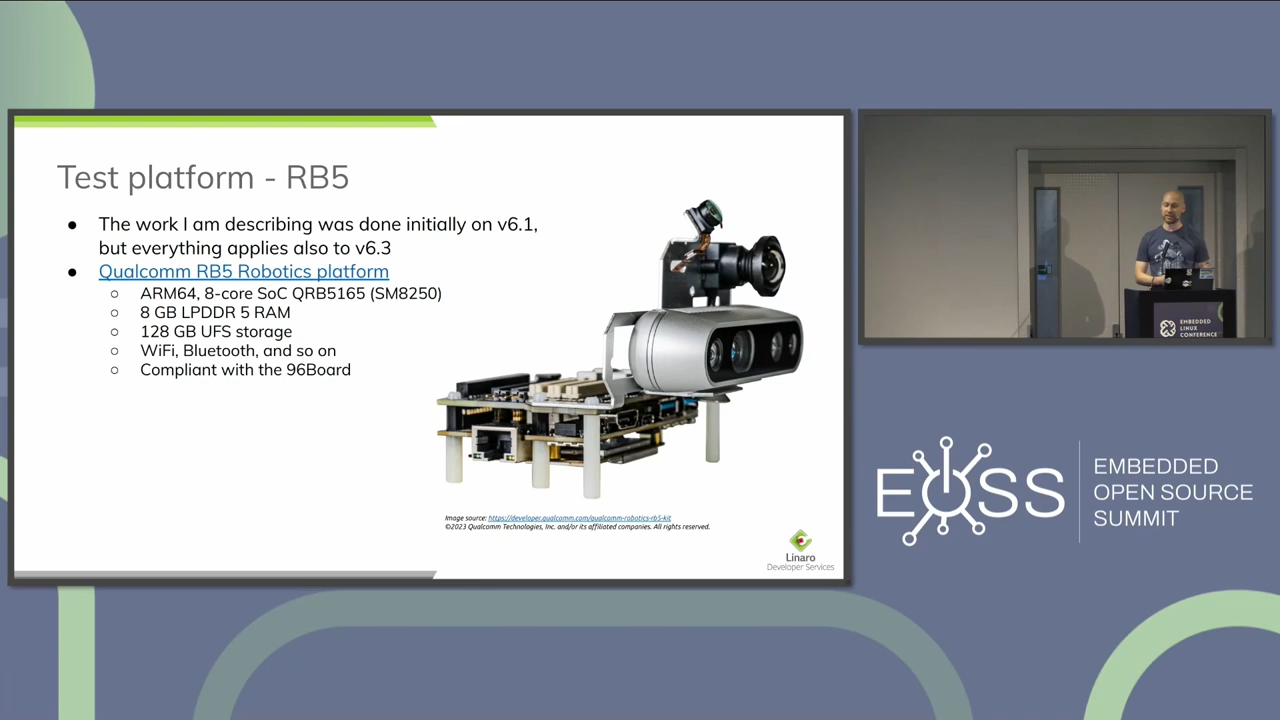 Test platform - RB5
● The work I am describing was done initially on v6.1,
but everything applies also to v6.3
● Qualcomm RB5 Robotics platform
○ ARM64, 8-core SoC QRB5165 (SM8250)
○ 8 GB LPDDR 5 RAM
○ 128 GB UFS storage
○ WiFi, Bluetooth, and so on
○ Compliant with the 96Board
Image source: https://developer.qualcomm.com/qualcomm-robotics-rb5-kit
©2023 Qualcomm Technologies, Inc. and/or its affiliated companies. All rights reserved.
Linaro
Developer Services
EMBEDDED
LINUX
CONFERENCE
EOSS
EMBEDDED
OPEN SOURCE
SUMMIT